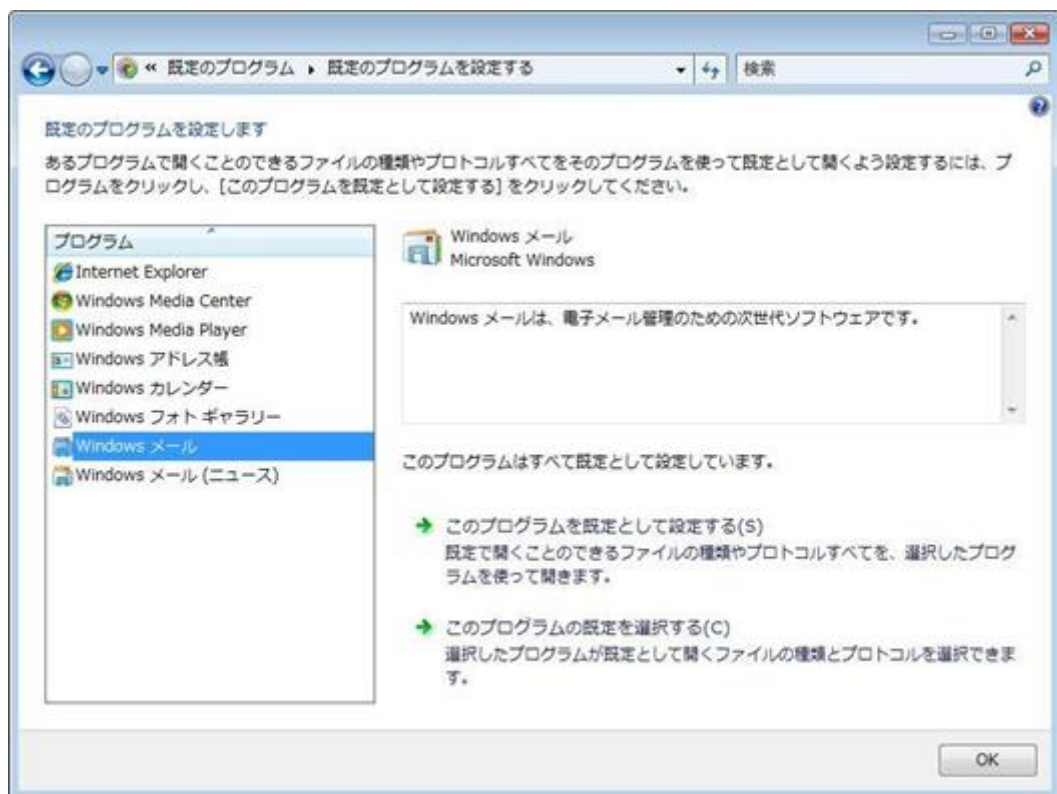 « 既定のプログラム ▸ 既定のプログラムを設定する
検索
既定のプログラムを設定します
あるプログラムで開くことのできるファイルの種類やプロトコルすべてをそのプログラムを使って既定として開くよう設定するには、プ
ログラムをクリックし、[このプログラムを既定として設定する] をクリックしてください。
プログラム
Internet Explorer
Windows Media Center
Windows Media Player
Windows アドレス帳
Windows カレンダー
Windows フォト ギャラリー
Windows メール
Windows メール (ニュース)
Windows メール
Microsoft Windows
Windows メールは、電子メール管理のための次世代ソフトウェアです。
このプログラムはすべて既定として設定しています。
このプログラムを既定として設定する(S)
既定で開くことのできるファイルの種類やプロトコルすべてを、選択したプログ
ラムを使って開きます。
このプログラムの既定を選択する(C)
選択したプログラムが既定として開くファイルの種類とプロトコルを選択できま
す。
OK